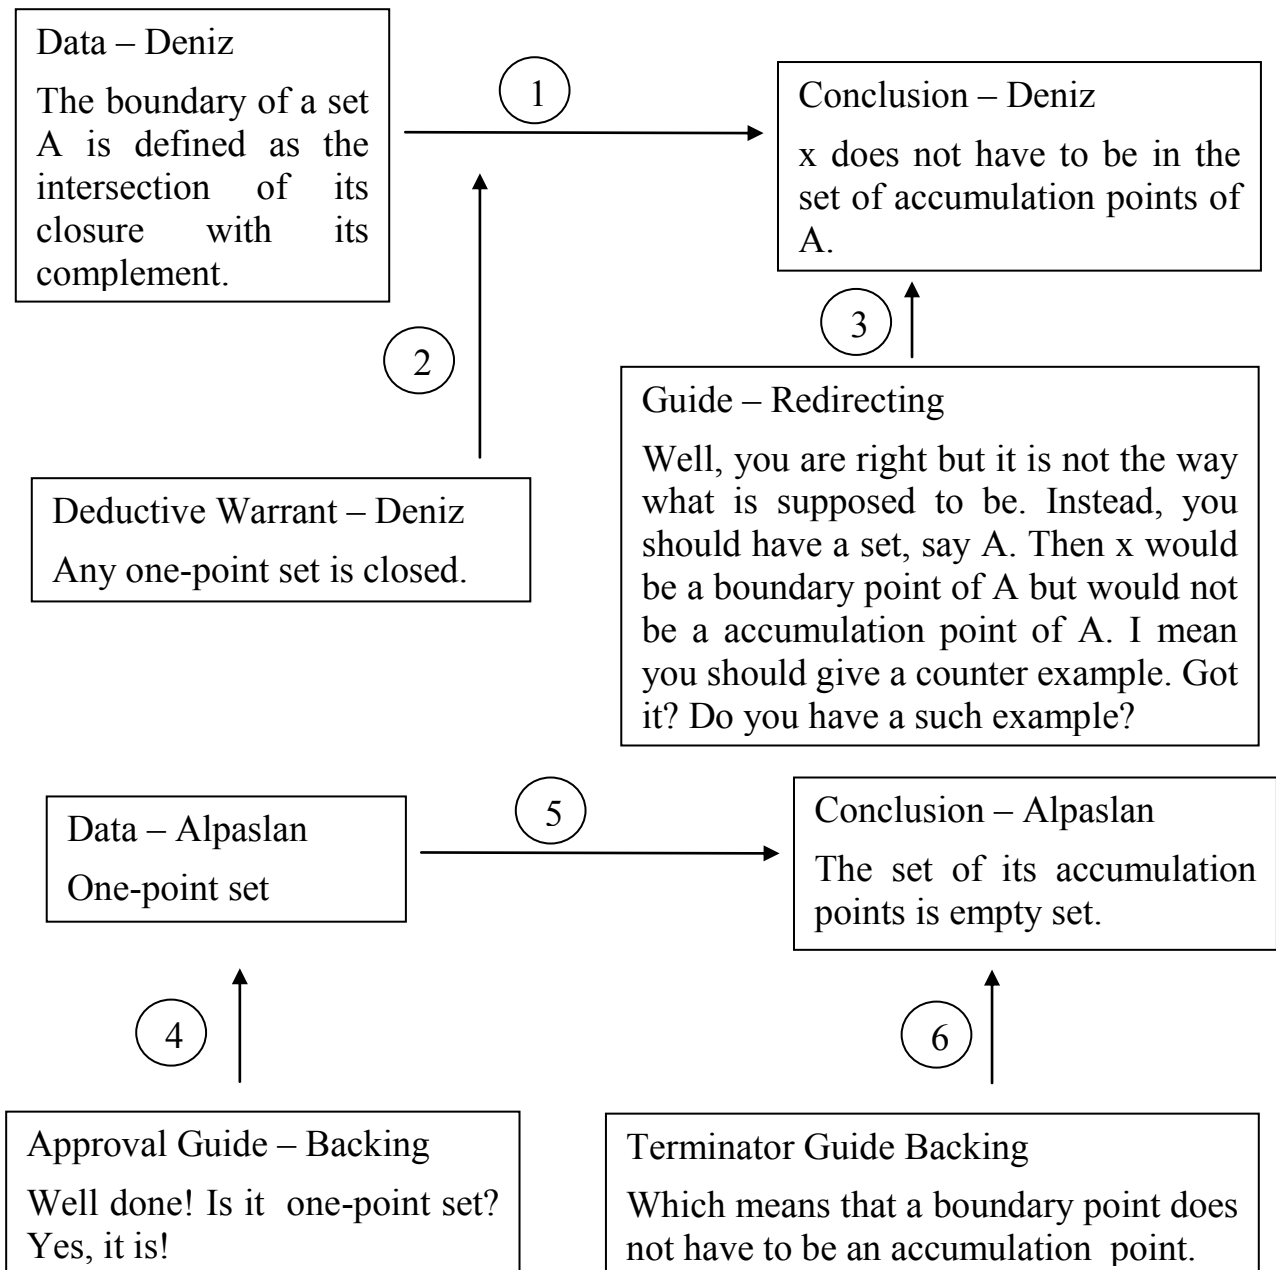 Data – Deniz
The boundary of a set
A is defined as the
intersection of its
closure with its
complement.
1
Conclusion – Deniz
x does not have to be in the
set of accumulation points of
A.
2
3
Deductive Warrant – Deniz
Any one-point set is closed.
Guide – Redirecting
Well, you are right but it is not the way
what is supposed to be. Instead, you
should have a set, say A. Then x would
be a boundary point of A but would not
be a accumulation point of A. I mean
you should give a counter example. Got
it? Do you have a such example?
Data – Alpaslan
One-point set
5
Conclusion – Alpaslan
The set of its accumulation
points is empty set.
4
6
Approval Guide – Backing
Well done! Is it one-point set?
Yes, it is!
Terminator Guide Backing
Which means that a boundary point does
not have to be an accumulation point.